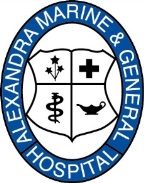 ALEXANDRA MARINE & GENERAL
HOSPITAL